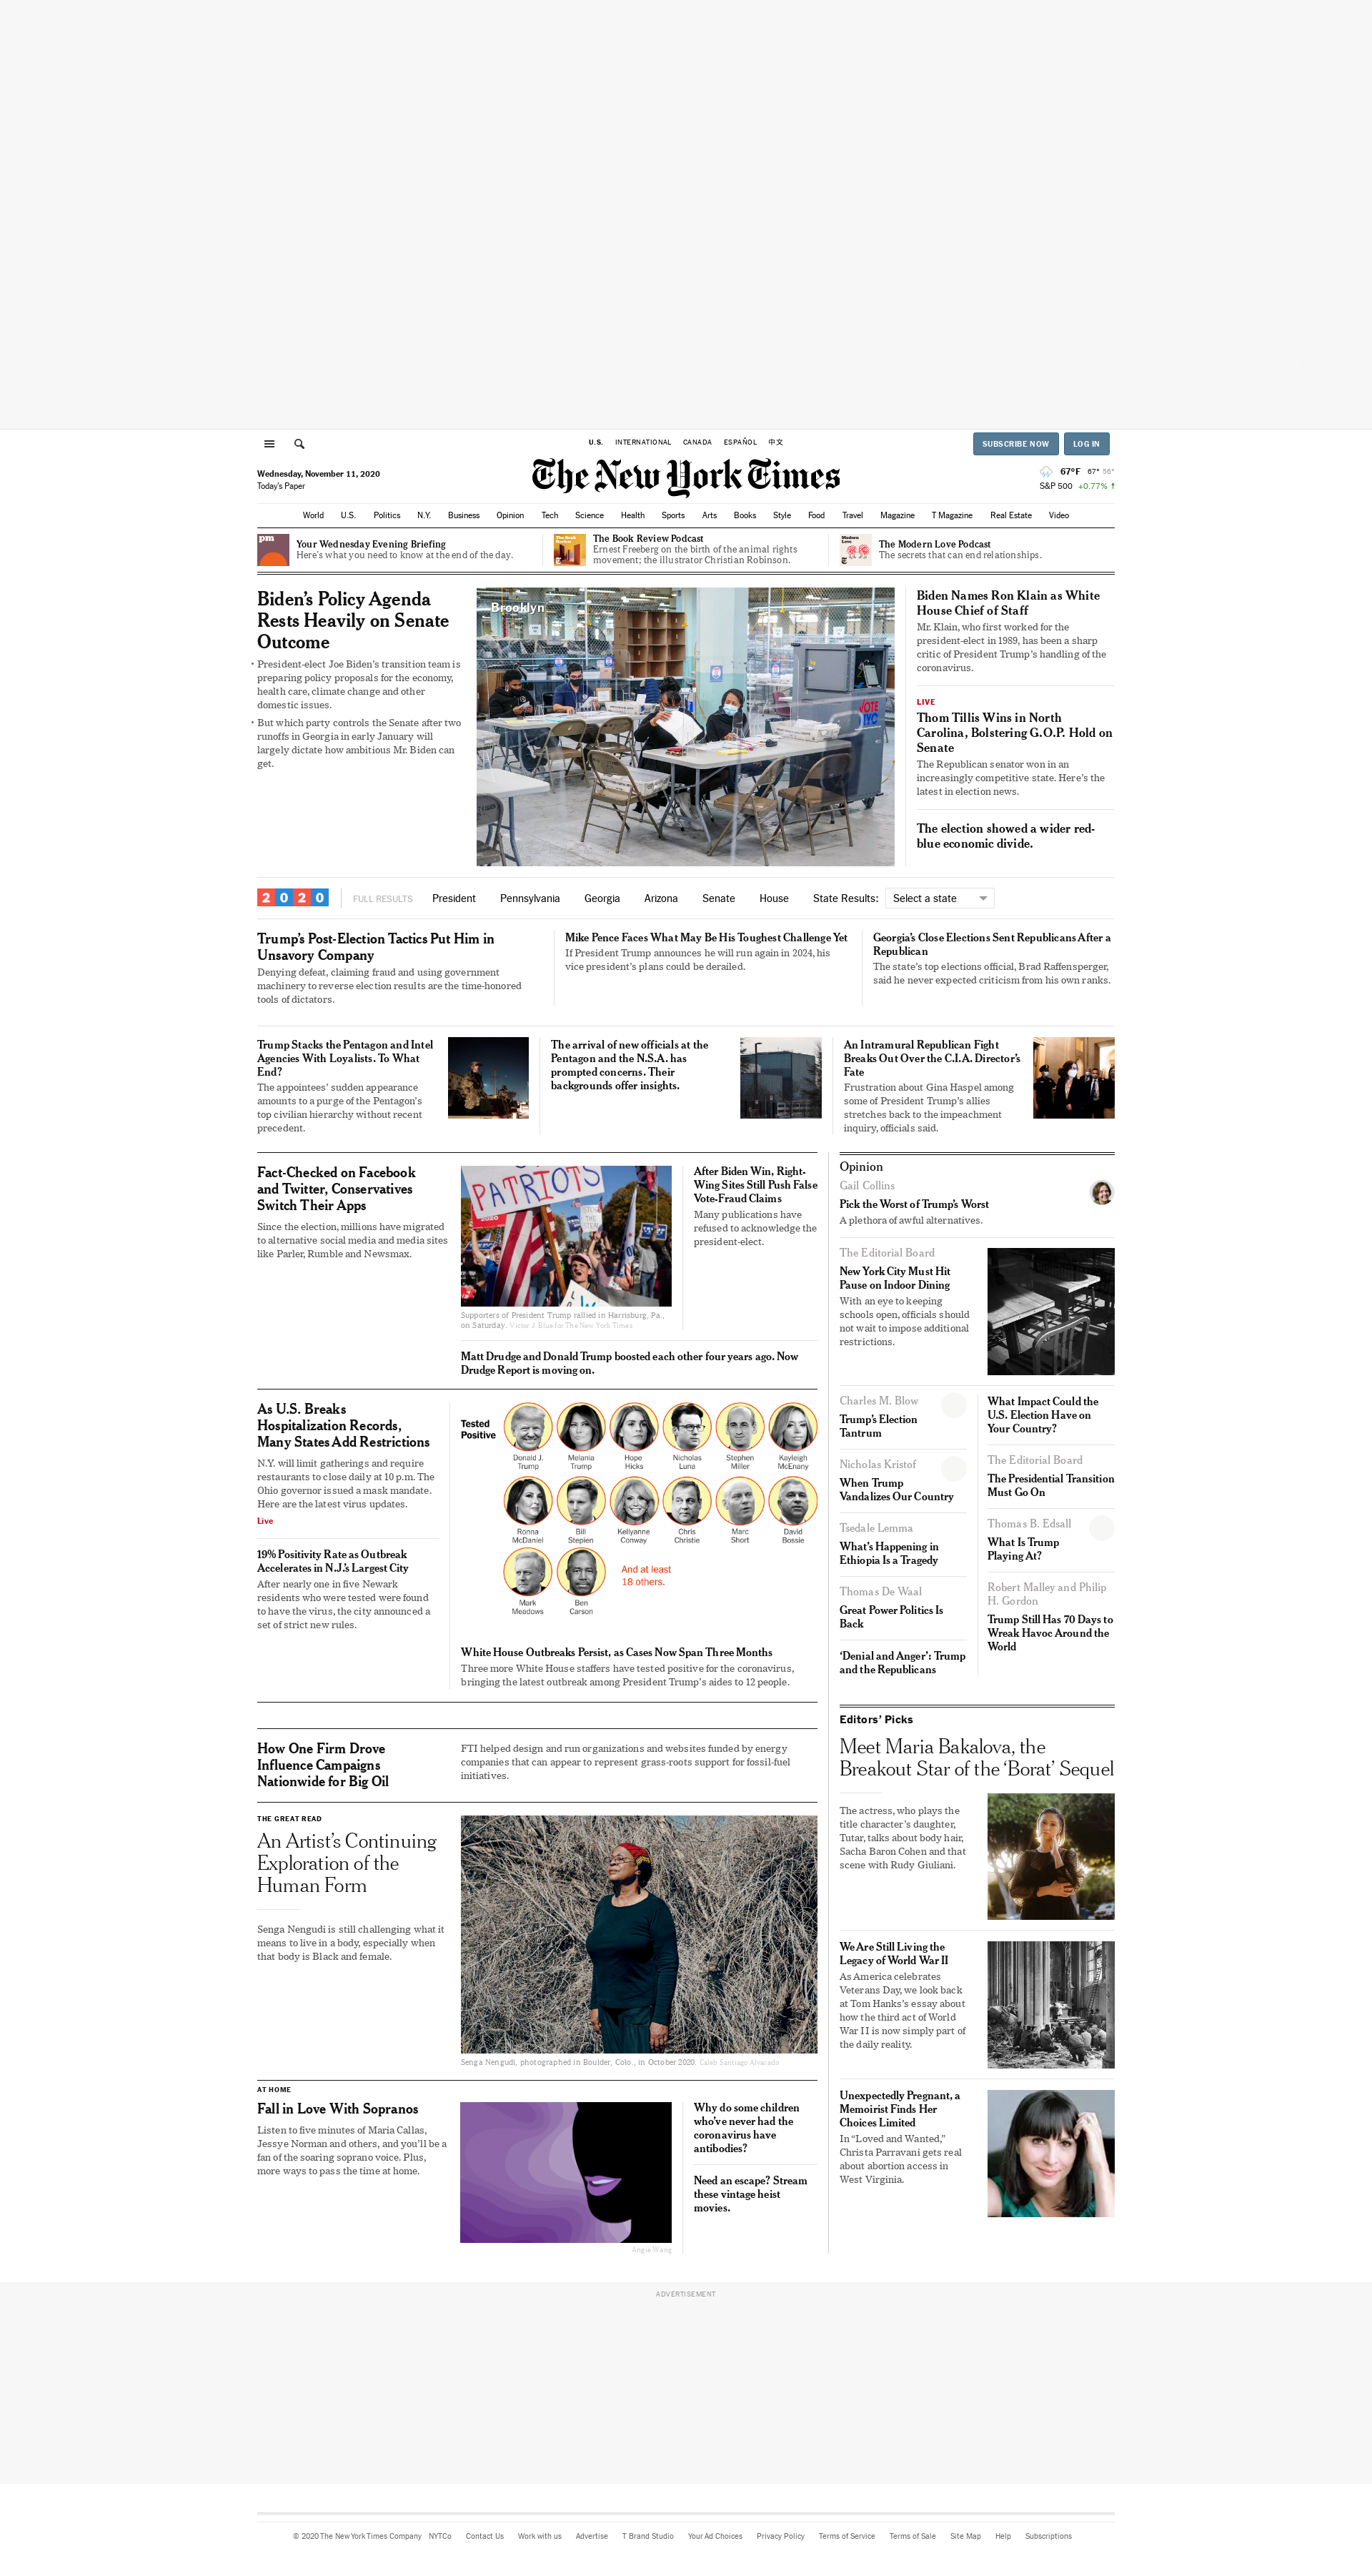 U.S. INTERNATIONAL CANADA ESPAÑOL 中文
SUBSCRIBE NOW LOG IN
Wednesday, November 11, 2020
Today's Paper
The New York Times
67°F 67° 56°
S&P 500 +0.77% ↑
World U.S. Politics N.Y. Business Opinion Tech Science Health Sports Arts Books Style Food Travel Magazine T Magazine Real Estate Video
pm
Your Wednesday Evening Briefing
Here's what you need to know at the end of the day.
The Book Review
The Book Review Podcast
Ernest Freeberg on the birth of the animal rights
movement; the illustrator Christian Robinson.
Modern Love
The Modern Love Podcast
The secrets that can end relationships.
Biden's Policy Agenda
Rests Heavily on Senate
Outcome
• President-elect Joe Biden's transition team is
preparing policy proposals for the economy,
health care, climate change and other
domestic issues.
• But which party controls the Senate after two
runoffs in Georgia in early January will
largely dictate how ambitious Mr. Biden can
get.
Brooklyn
VOTE
NYC
Biden Names Ron Klain as White
House Chief of Staff
Mr. Klain, who first worked for the
president-elect in 1989, has been a sharp
critic of President Trump's handling of the
coronavirus.
LIVE
Thom Tillis Wins in North
Carolina, Bolstering G.O.P. Hold on
Senate
The Republican senator won in an
increasingly competitive state. Here's the
latest in election news.
The election showed a wider red-
blue economic divide.
2020 FULL RESULTS President Pennsylvania Georgia Arizona Senate House State Results: Select a state
Trump's Post-Election Tactics Put Him in
Unsavory Company
Denying defeat, claiming fraud and using government
machinery to reverse election results are the time-honored
tools of dictators.
Mike Pence Faces What May Be His Toughest Challenge Yet
If President Trump announces he will run again in 2024, his
vice president's plans could be derailed.
Georgia's Close Elections Sent Republicans After a
Republican
The state's top elections official, Brad Raffensperger,
said he never expected criticism from his own ranks.
Trump Stacks the Pentagon and Intel
Agencies With Loyalists. To What
End?
The appointees' sudden appearance
amounts to a purge of the Pentagon's
top civilian hierarchy without recent
precedent.
The arrival of new officials at the
Pentagon and the N.S.A. has
prompted concerns. Their
backgrounds offer insights.
An Intramural Republican Fight
Breaks Out Over the C.I.A. Director's
Fate
Frustration about Gina Haspel among
some of President Trump's allies
stretches back to the impeachment
inquiry, officials said.
Fact-Checked on Facebook
and Twitter, Conservatives
Switch Their Apps
Since the election, millions have migrated
to alternative social media and media sites
like Parler, Rumble and Newsmax.
PATRIOTS
Supporters of President Trump rallied in Harrisburg, Pa.,
on Saturday. Victor J. Blue for The New York Times
After Biden Win, Right-
Wing Sites Still Push False
Vote-Fraud Claims
Many publications have
refused to acknowledge the
president-elect.
Matt Drudge and Donald Trump boosted each other four years ago. Now
Drudge Report is moving on.
As U.S. Breaks
Hospitalization Records,
Many States Add Restrictions
N.Y. will limit gatherings and require
restaurants to close daily at 10 p.m. The
Ohio governor issued a mask mandate.
Here are the latest virus updates.
Live
19% Positivity Rate as Outbreak
Accelerates in N.J.'s Largest City
After nearly one in five Newark
residents who were tested were found
to have the virus, the city announced a
set of strict new rules.
Tested
Positive
Donald J.
Trump
Melania
Trump
Hope
Hicks
Nicholas
Luna
Stephen
Miller
Kayleigh
McEnany
Ronna
McDaniel
Bill
Stepien
Kellyanne
Conway
Chris
Christie
Marc
Short
David
Bossie
Mark
Meadows
Ben
Carson
And at least
18 others.
White House Outbreaks Persist, as Cases Now Span Three Months
Three more White House staffers have tested positive for the coronavirus,
bringing the latest outbreak among President Trump's aides to 12 people.
How One Firm Drove
Influence Campaigns
Nationwide for Big Oil
FTI helped design and run organizations and websites funded by energy
companies that can appear to represent grass-roots support for fossil-fuel
initiatives.
THE GREAT READ
An Artist's Continuing
Exploration of the
Human Form
Senga Nengudi is still challenging what it
means to live in a body, especially when
that body is Black and female.
Senga Nengudi, photographed in Boulder, Colo., in October 2020. Caleb Santiago Alvarado
AT HOME
Fall in Love With Sopranos
Listen to five minutes of Maria Callas,
Jessye Norman and others, and you'll be a
fan of the soaring soprano voice. Plus,
more ways to pass the time at home.
Angie Wang
Why do some children
who've never had the
coronavirus have
antibodies?
Need an escape? Stream
these vintage heist
movies.
Opinion
Gail Collins
Pick the Worst of Trump's Worst
A plethora of awful alternatives.
The Editorial Board
New York City Must Hit
Pause on Indoor Dining
With an eye to keeping
schools open, officials should
not wait to impose additional
restrictions.
Charles M. Blow
Trump's Election
Tantrum
Nicholas Kristof
When Trump
Vandalizes Our Country
Tsedale Lemma
What's Happening in
Ethiopia Is a Tragedy
Thomas De Waal
Great Power Politics Is
Back
'Denial and Anger': Trump
and the Republicans
What Impact Could the
U.S. Election Have on
Your Country?
The Editorial Board
The Presidential Transition
Must Go On
Thomas B. Edsall
What Is Trump
Playing At?
Robert Malley and Philip
H. Gordon
Trump Still Has 70 Days to
Wreak Havoc Around the
World
Editors' Picks
Meet Maria Bakalova, the
Breakout Star of the 'Borat' Sequel
The actress, who plays the
title character's daughter,
Tutar, talks about body hair,
Sacha Baron Cohen and that
scene with Rudy Giuliani.
We Are Still Living the
Legacy of World War II
As America celebrates
Veterans Day, we look back
at Tom Hanks's essay about
how the third act of World
War II is now simply part of
the daily reality.
Unexpectedly Pregnant, a
Memoirist Finds Her
Choices Limited
In "Loved and Wanted,"
Christa Parravani gets real
about abortion access in
West Virginia.
ADVERTISEMENT
© 2020 The New York Times Company NYTCo Contact Us Work with us Advertise T Brand Studio Your Ad Choices Privacy Policy Terms of Service Terms of Sale Site Map Help Subscriptions